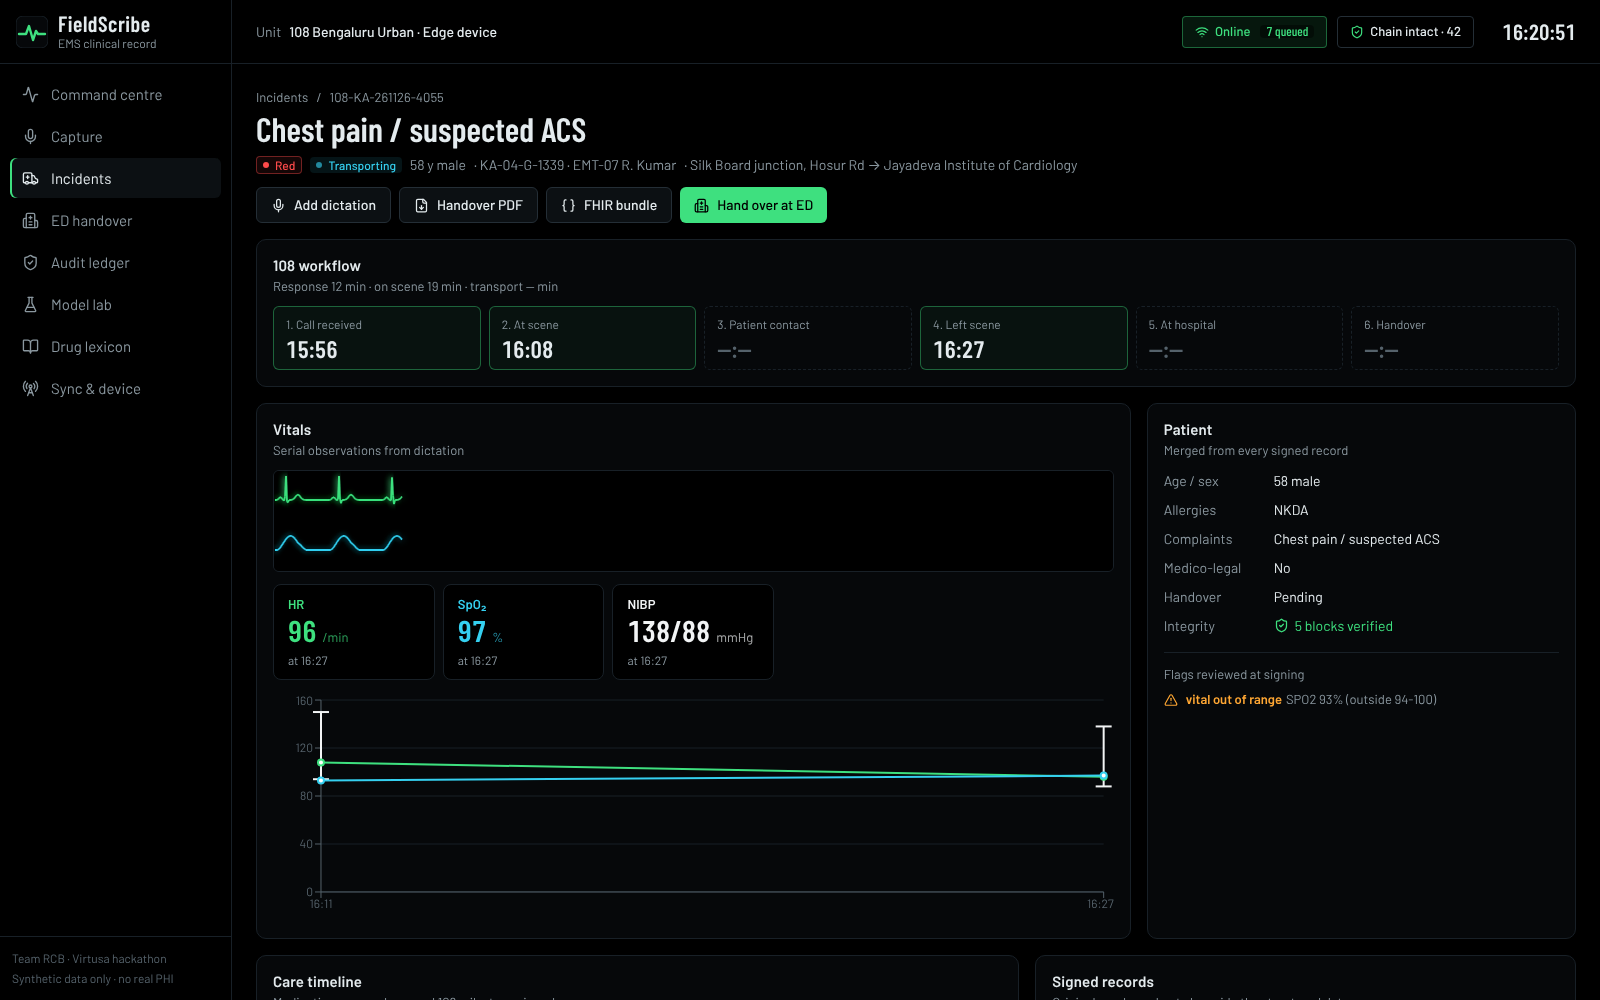 FieldScribe
EMS clinical record
Unit 108 Bengaluru Urban · Edge device
Online 7 queued
Chain intact · 42
16:20:51
Command centre
Capture
Incidents
ED handover
Audit ledger
Model lab
Drug lexicon
Sync & device
Team RCB · Virtusa hackathon
Synthetic data only · no real PHI
Incidents / 108-KA-261126-4055
Chest pain / suspected ACS
Red Transporting 58 y male · KA-04-G-1339 · EMT-07 R. Kumar · Silk Board junction, Hosur Rd → Jayadeva Institute of Cardiology
Add dictation
Handover PDF
{ } FHIR bundle
Hand over at ED
108 workflow
Response 12 min · on scene 19 min · transport — min
1. Call received
15:56
2. At scene
16:08
3. Patient contact
—:—
4. Left scene
16:27
5. At hospital
—:—
6. Handover
—:—
Vitals
Serial observations from dictation
HR
96 /min
at 16:27
SpO₂
97 %
at 16:27
NIBP
138/88 mmHg
at 16:27
160
120
80
40
0
16:11
16:27
Patient
Merged from every signed record
Age / sex 58 male
Allergies NKDA
Complaints Chest pain / suspected ACS
Medico-legal No
Handover Pending
Integrity 5 blocks verified
Flags reviewed at signing
vital out of range SPO2 93% (outside 94-100)
Care timeline
Signed records